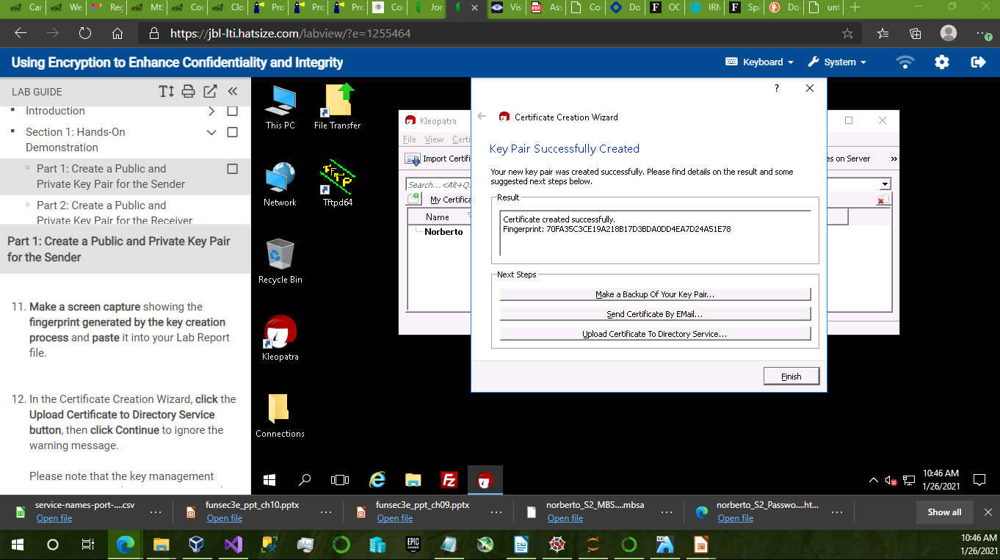 Car
We
Reg
MtS
Cor
Clo
Pro
Pro
Pro
Cou
Jon
Vis
Ass
Cor
Do
OC
IRM
Spa
Do
unt
https://jbl-lti.hatsize.com/labview/?e=1255464
Using Encryption to Enhance Confidentiality and Integrity
Keyboard
System
LAB GUIDE
Introduction
Section 1: Hands-On
Demonstration
Part 1: Create a Public and
Private Key Pair for the Sender
Part 2: Create a Public and
Private Key Pair for the Receiver
Part 1: Create a Public and Private Key Pair
for the Sender
11. Make a screen capture showing the
fingerprint generated by the key creation
process and paste it into your Lab Report
file.
12. In the Certificate Creation Wizard, click the
Upload Certificate to Directory Service
button, then click Continue to ignore the
warning message.
Please note that the key management
This PC
File Transfer
Network
TFTP
Tftpd64
Recycle Bin
Kleopatra
Connections
Kleopatra
File View Certi
Import Certifi
es on Server
Search...<Alt+Q
My Certifica
Name
Norberto
?
Certificate Creation Wizard
Key Pair Successfully Created
Your new key pair was created successfully. Please find details on the result and some
suggested next steps below.
Result
Certificate created successfully.
Fingerprint: 70FA35C3CE19A218B17D3BDA0DD4EA7D24A51E78
Next Steps
Make a Backup Of Your Key Pair...
Send Certificate By EMail...
Upload Certificate To Directory Service...
Finish
10:46 AM
1/26/2021
service-names-port-....csv
Open file
funsec3e_ppt_ch10.pptx
Open file
funsec3e_ppt_ch09.pptx
Open file
norberto_S2_MBS....mbsa
Open file
norberto_S2_Passwo....ht...
Open file
Show all
EPIC
GAMES
10:46 AM
1/26/2021